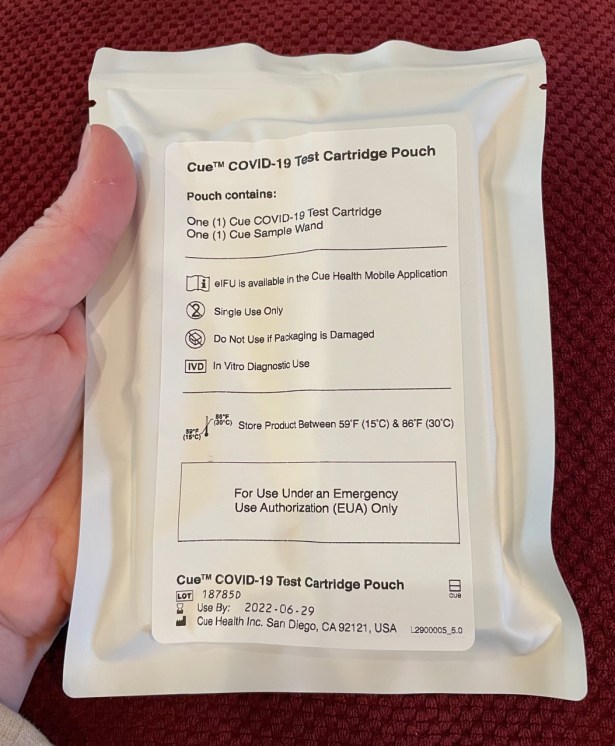 Cue™ COVID-19 Test Cartridge Pouch
Pouch contains:
One (1) Cue COVID-19 Test Cartridge
One (1) Cue Sample Wand
i eIFU is available in the Cue Health Mobile Application
2 Single Use Only
Do Not Use if Packaging is Damaged
IVD In Vitro Diagnostic Use
86°F
(30°C)
59°F
(15°C)
Store Product Between 59°F (15°C) & 86°F (30°C)
For Use Under an Emergency
Use Authorization (EUA) Only
Cue™ COVID-19 Test Cartridge Pouch
LOT 18785D
Use By: 2022-06-29
Cue Health Inc. San Diego, CA 92121, USA
cue
L2900005_5.0